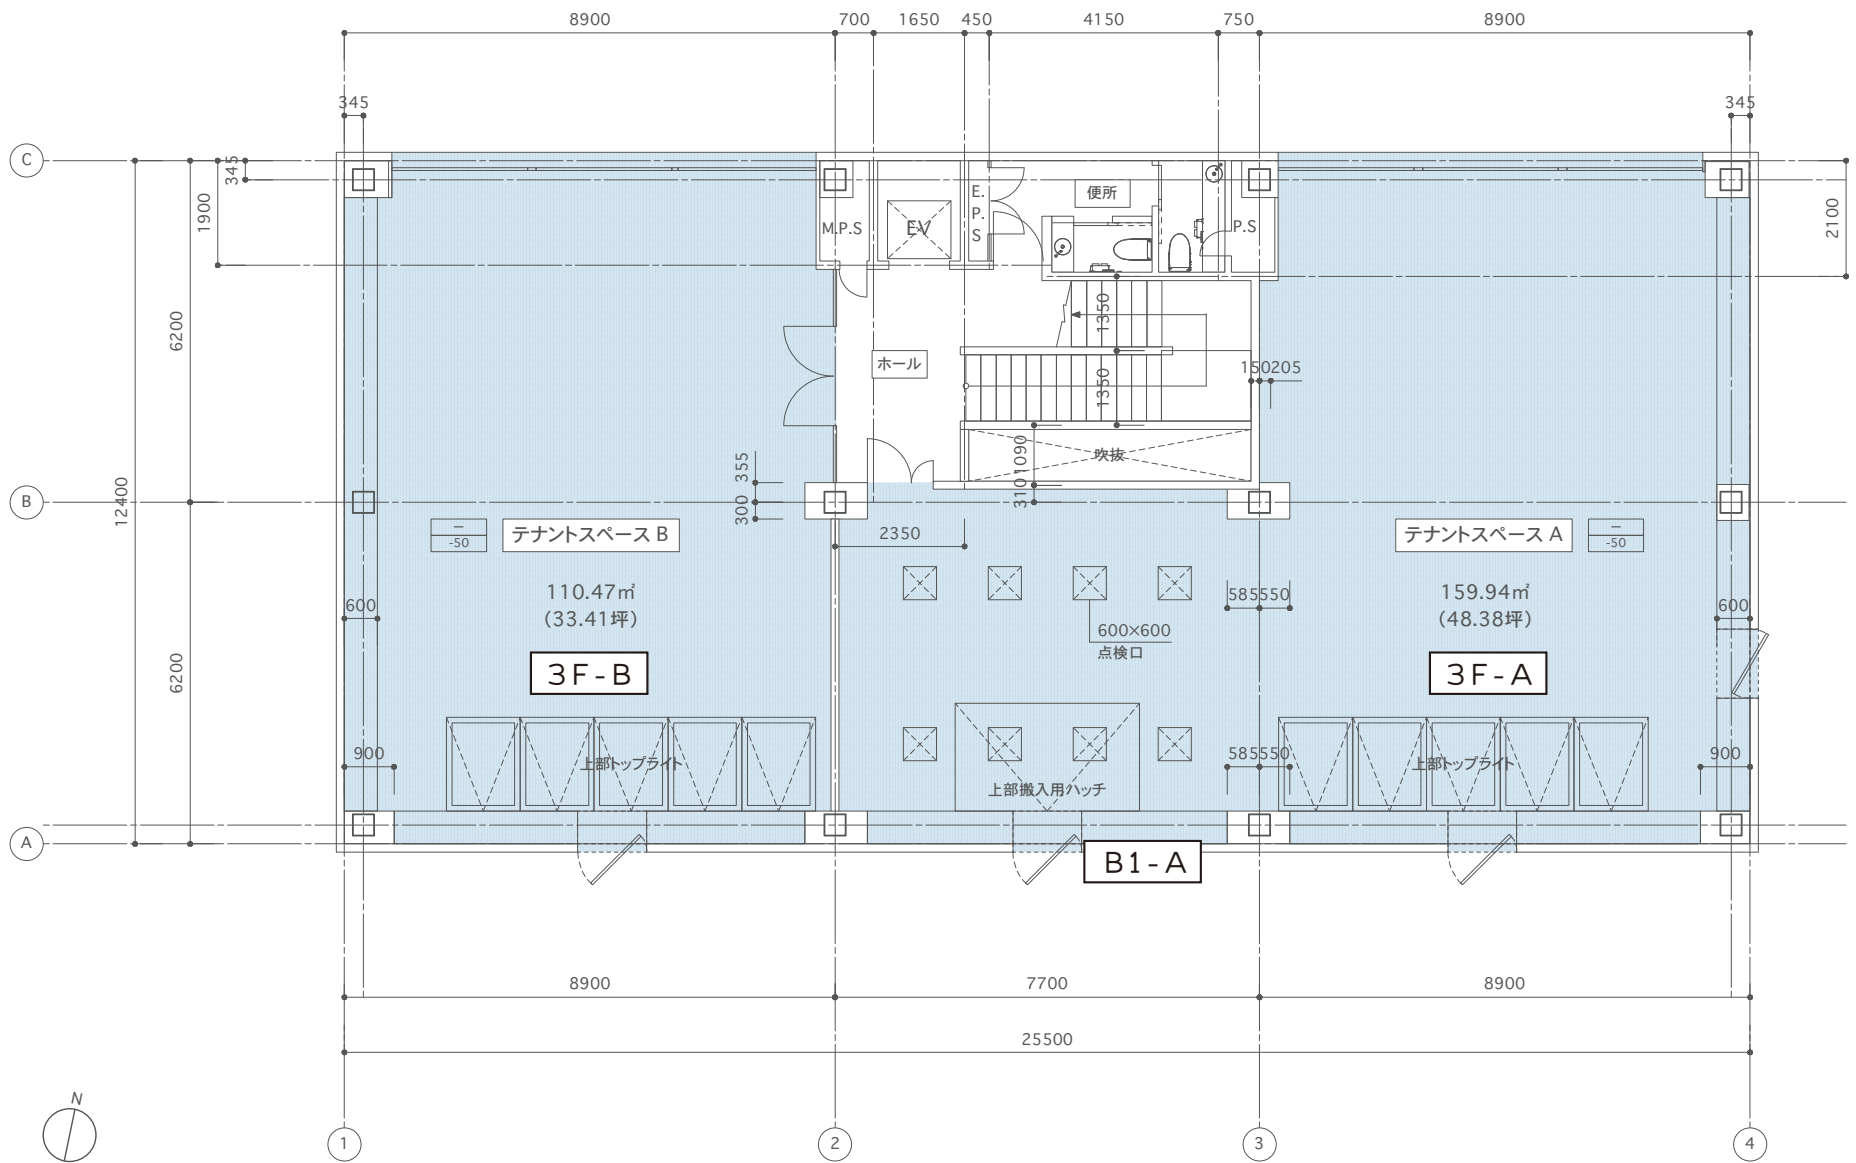 8900
700
1650
450
4150
750
8900
345
345
C
345
1900
2100
便所
E.
P.
S
M.P.S
EV
P.S
6200
1350
ホール
150205
1350
12400
吹抜
1090
310
355
300
B
2350
テナントスペース B
−
-50
テナントスペース A
−
-50
110.47㎡
(33.41坪)
159.94㎡
(48.38坪)
600
585550
600
600×600
点検口
6200
3F-B
3F-A
900
上部トップライト
585550
上部トップライト
900
上部搬入用ハッチ
A
B1-A
8900
7700
8900
25500
N
1
2
3
4